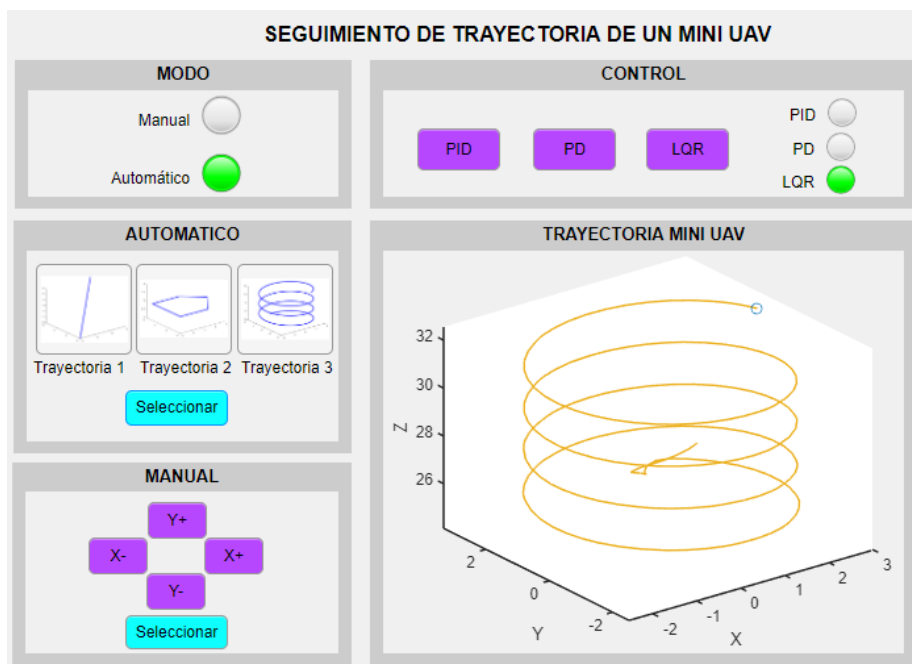 SEGUIMIENTO DE TRAYECTORIA DE UN MINI UAV
MODO
Manual
Automático
CONTROL
PID
PD
LQR
PID
PD
LQR
AUTOMATICO
Trayectoria 1
Trayectoria 2
Trayectoria 3
Seleccionar
MANUAL
Y+
X-
X+
Y-
Seleccionar
TRAYECTORIA MINI UAV
32
30
28
26
Z
2
0
-2
Y
-2
-1
0
1
2
3
X